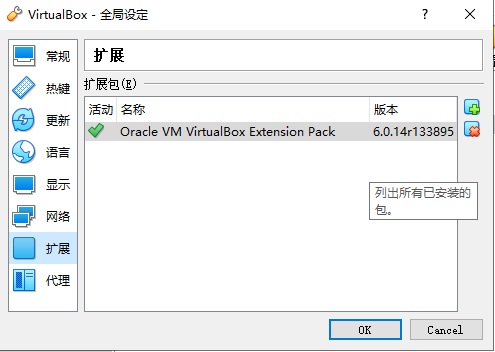 VirtualBox - 全局设定
?
常规
热键
更新
语言
显示
网络
扩展
代理
扩展
扩展包(E)
活动 名称 版本
Oracle VM VirtualBox Extension Pack 6.0.14r133895
列出所有已安装的
包。
OK Cancel